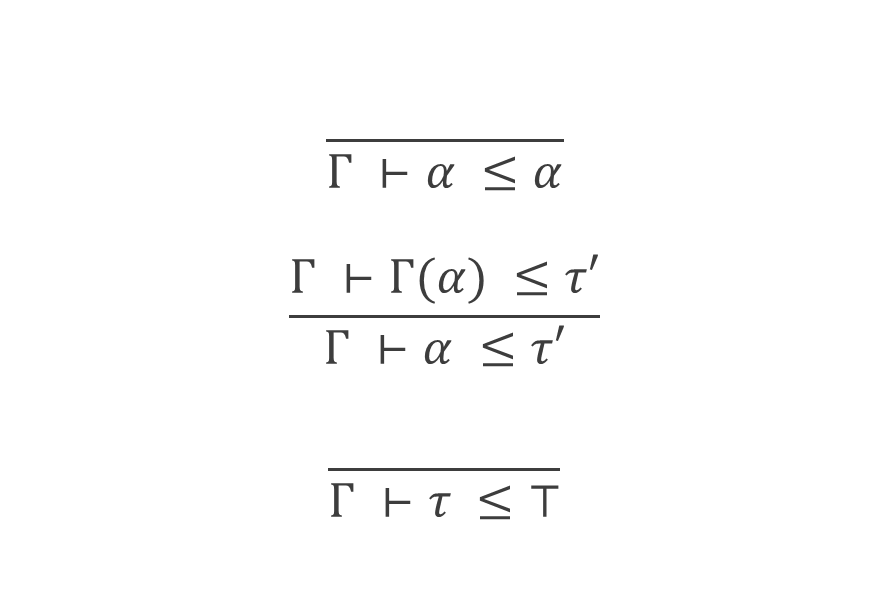 Γ ⊢ α ≤ α
Γ ⊢ Γ(α) ≤ τ′
Γ ⊢ α ≤ τ′
Γ ⊢ τ ≤ ⊤